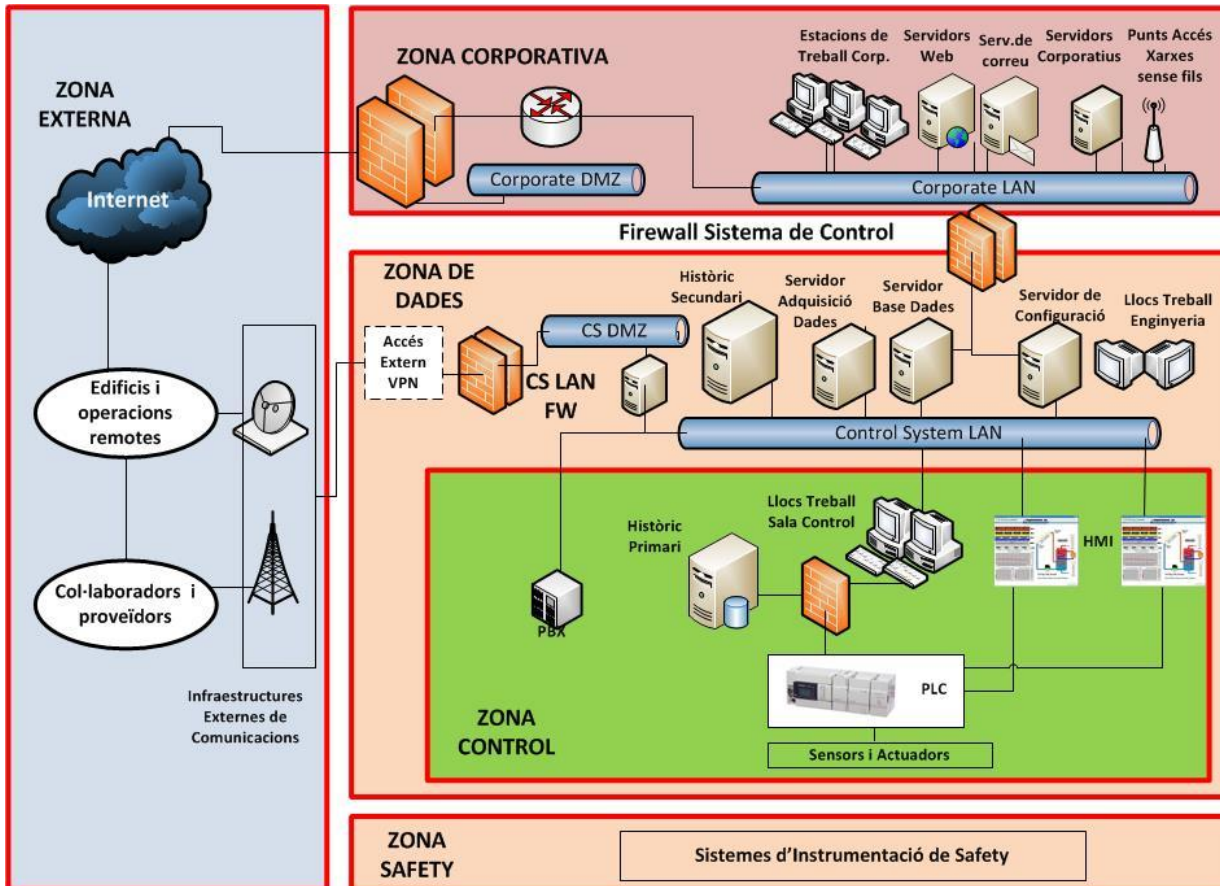 ZONA
EXTERNA
Internet
Edificis i
operacions
remotes
Col·laboradors i
proveïdors
Infraestructures
Externes de
Comunicacions
ZONA CORPORATIVA
Estacions de
Treball Corp.
Servidors
Web
Serv.de
correu
Servidors
Corporatius
Punts Accés
Xarxes
sense fils
Corporate DMZ
Corporate LAN
Firewall Sistema de Control
ZONA DE
DADES
Accés
Extern
VPN
CS DMZ
CS LAN
FW
Històric
Secundari
Servidor
Adquisició
Dades
Servidor
Base Dades
Servidor de
Configuració
Llocs Treball
Enginyeria
Control System LAN
Històric
Primari
Llocs Treball
Sala Control
HMI
PBX
PLC
ZONA
CONTROL
Sensors i Actuadors
ZONA
SAFETY
Sistemes d'Instrumentació de Safety